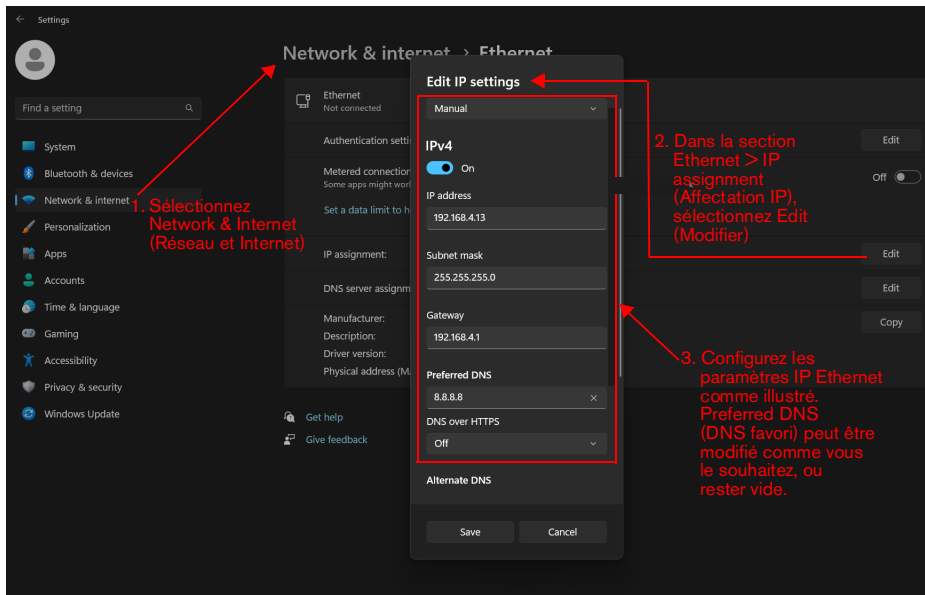 Settings
Network & internet > Ethernet
Find a setting
System
Bluetooth & devices
Network & internet
Personalization
Apps
Accounts
Time & language
Gaming
Accessibility
Privacy & security
Windows Update
Ethernet
Not connected
Authentication setti
Edit
Metered connection
Some apps might wor
Off
Set a data limit to h
IP assignment:
Edit
DNS server assignm
Edit
Manufacturer:
Copy
Description:
Driver version:
Physical address (MA
Get help
Give feedback
Edit IP settings
Manual
IPv4
On
IP address
192.168.4.13
Subnet mask
255.255.255.0
Gateway
192.168.4.1
Preferred DNS
8.8.8.8
DNS over HTTPS
Off
Alternate DNS
Save
Cancel
1. Sélectionnez
Network & Internet
(Réseau et Internet)
2. Dans la section
Ethernet > IP
assignment
(Affectation IP),
sélectionnez Edit
(Modifier)
3. Configurez les
paramètres IP Ethernet
comme illustré.
Preferred DNS
(DNS favori) peut être
modifié comme vous
le souhaitez, ou
rester vide.